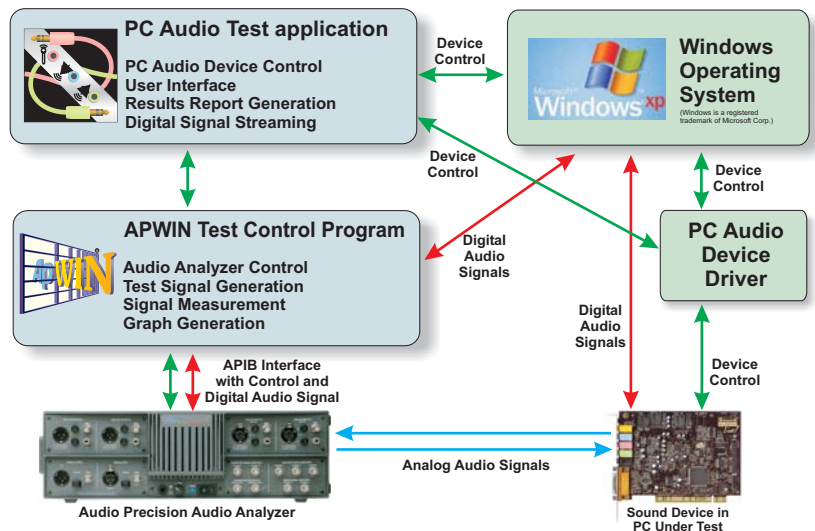 PC Audio Test application
PC Audio Device Control
User Interface
Results Report Generation
Digital Signal Streaming
Device
Control
Microsoft
Windows xp
Windows
Operating
System
(Windows is a registered
trademark of Microsoft Corp.)
Device
Control
Device
Control
APWIN Test Control Program
ApWIN
Audio Analyzer Control
Test Signal Generation
Signal Measurement
Graph Generation
Digital
Audio
Signals
PC Audio
Device
Driver
Digital
Audio
Signals
Device
Control
APIB Interface
with Control and
Digital Audio Signal
Analog Audio Signals
Audio Precision Audio Analyzer
Sound Device in
PC Under Test